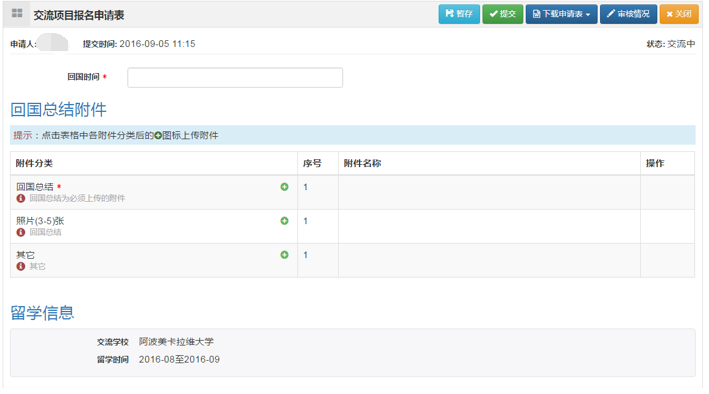 交流项目报名申请表
暂存 提交 下载申请表 审核情况 关闭
申请人: 提交时间: 2016-09-05 11:15 状态: 交流中
回国时间 *
回国总结附件
提示：点击表格中各附件分类后的图标上传附件
附件分类 序号 附件名称 操作
回国总结 * 1
回国总结为必须上传的附件
照片(3-5)张 1
回国总结
其它 1
其它
留学信息
交流学校 阿波美卡拉维大学
留学时间 2016-08至2016-09